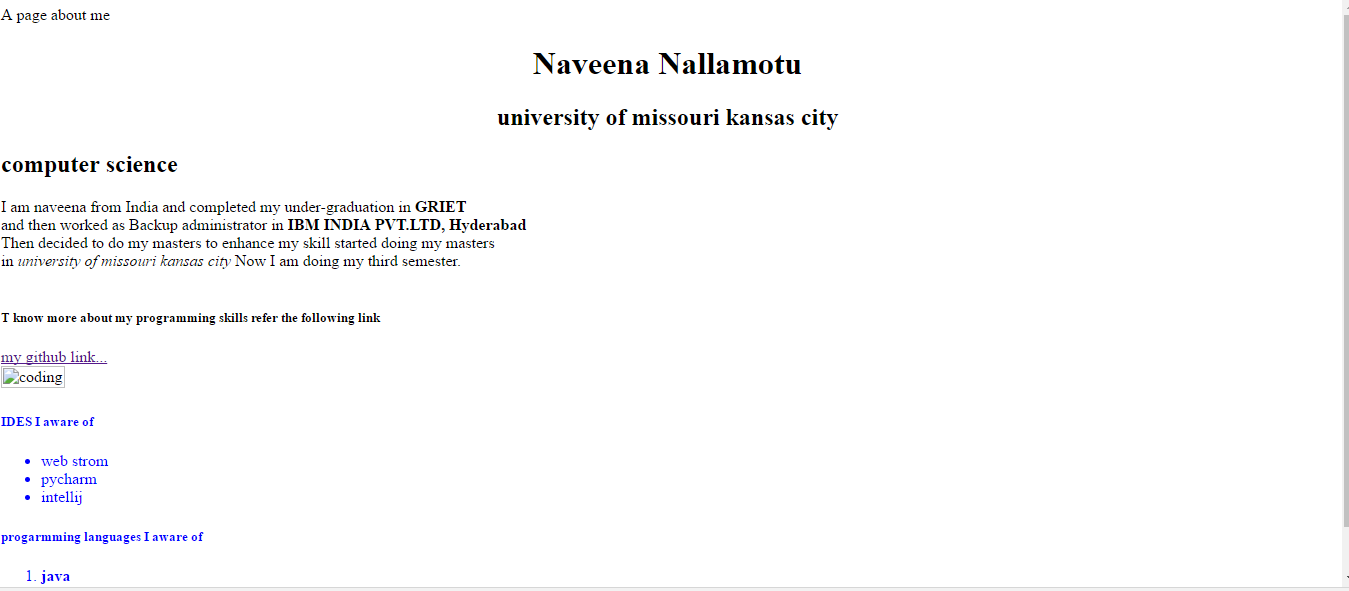 A page about me
Naveena Nallamotu
university of missouri kansas city
computer science
I am naveena from India and completed my under-graduation in GRIET
and then worked as Backup administrator in IBM INDIA PVT.LTD, Hyderabad
Then decided to do my masters to enhance my skill started doing my masters
in university of missouri kansas city Now I am doing my third semester.
T know more about my programming skills refer the following link
my github link...
coding
IDES I aware of
web strom
pycharm
intellij
progarmming languages I aware of
1. java